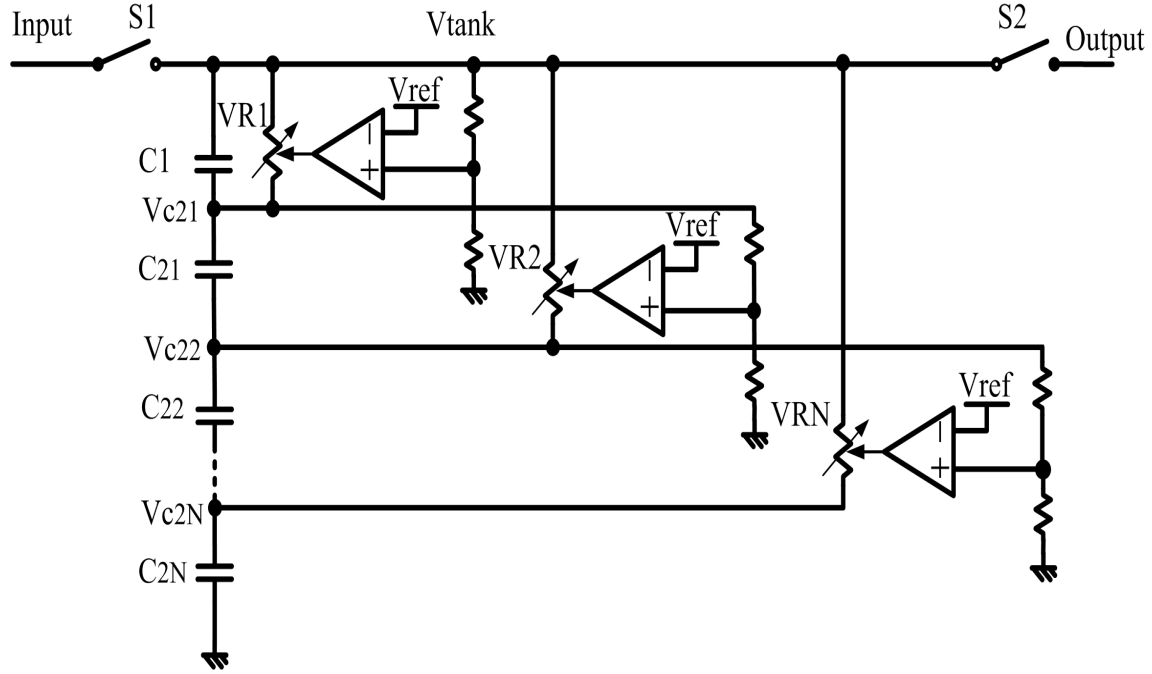 Input
S1
Vtank
S2
Output
Vref
VR1
−
+
C1
Vc21
Vref
VR2
−
+
C21
Vc22
Vref
VRN
−
+
C22
Vc2N
C2N